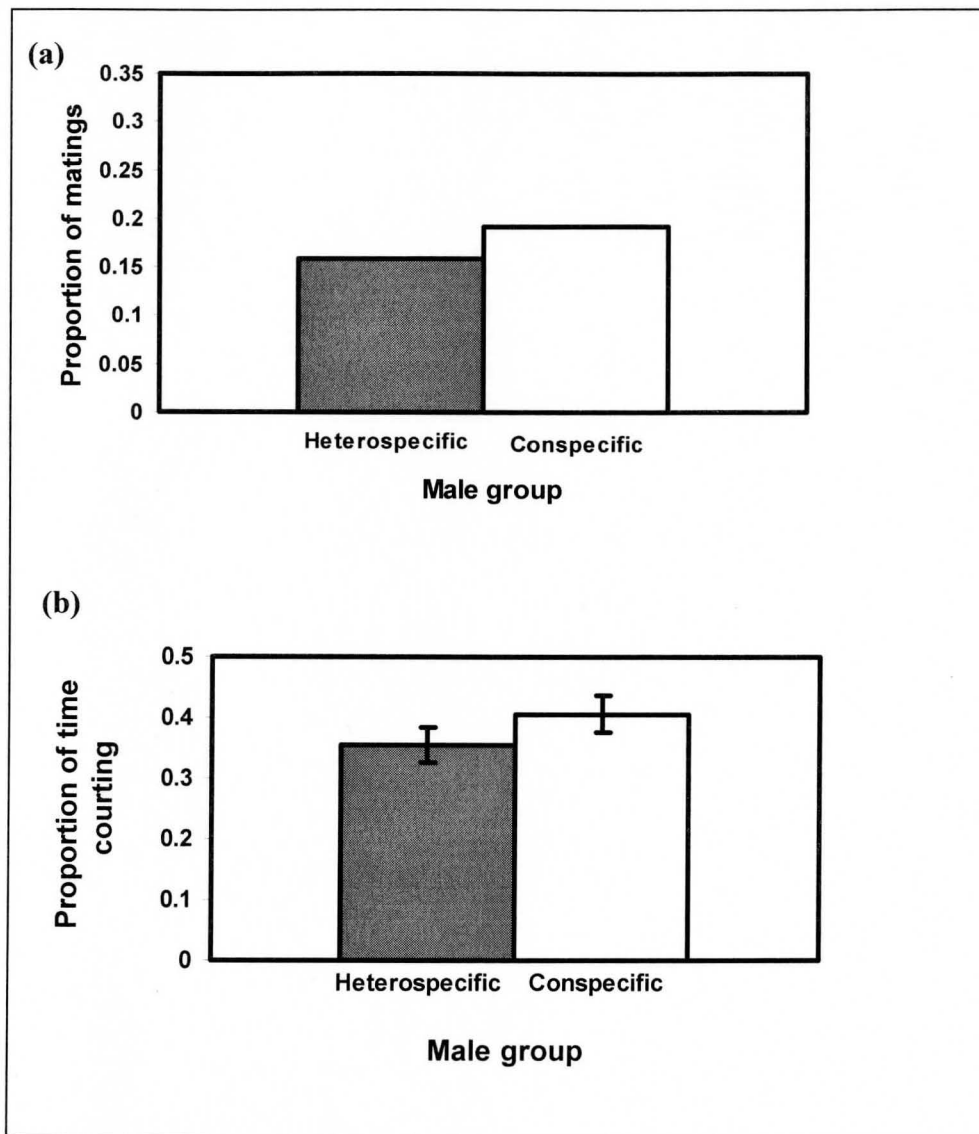 (a)
0.35
0.3
0.25
0.2
0.15
0.1
0.05
0
Proportion of matings
Heterospecific Conspecific
Male group
(b)
0.5
0.4
0.3
0.2
0.1
0
Proportion of time
courting
Heterospecific Conspecific
Male group